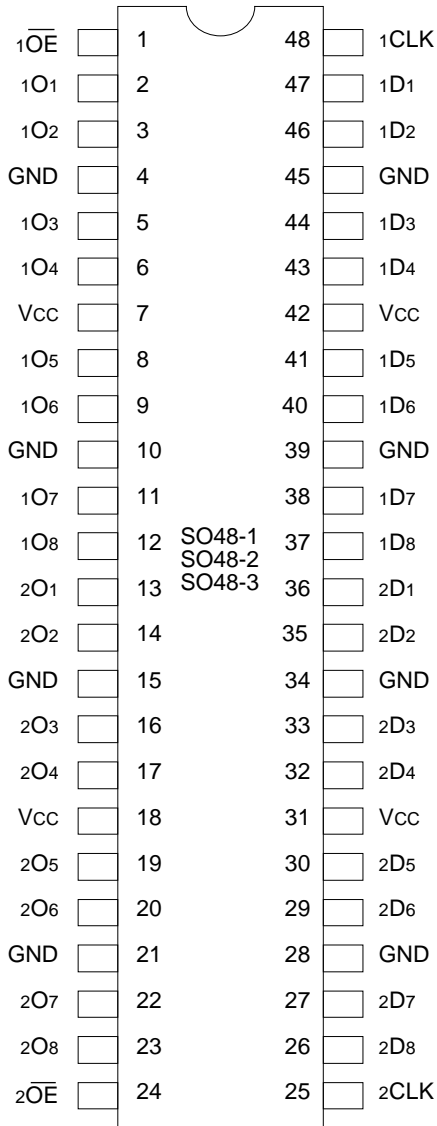 1O̅E̅ 1 48 1CLK
1O1 2 47 1D1
1O2 3 46 1D2
GND 4 45 GND
1O3 5 44 1D3
1O4 6 43 1D4
VCC 7 42 VCC
1O5 8 41 1D5
1O6 9 40 1D6
GND 10 39 GND
1O7 11 38 1D7
1O8 12 SO48-1 37 1D8
SO48-2
2O1 13 SO48-3 36 2D1
2O2 14 35 2D2
GND 15 34 GND
2O3 16 33 2D3
2O4 17 32 2D4
VCC 18 31 VCC
2O5 19 30 2D5
2O6 20 29 2D6
GND 21 28 GND
2O7 22 27 2D7
2O8 23 26 2D8
2O̅E̅ 24 25 2CLK